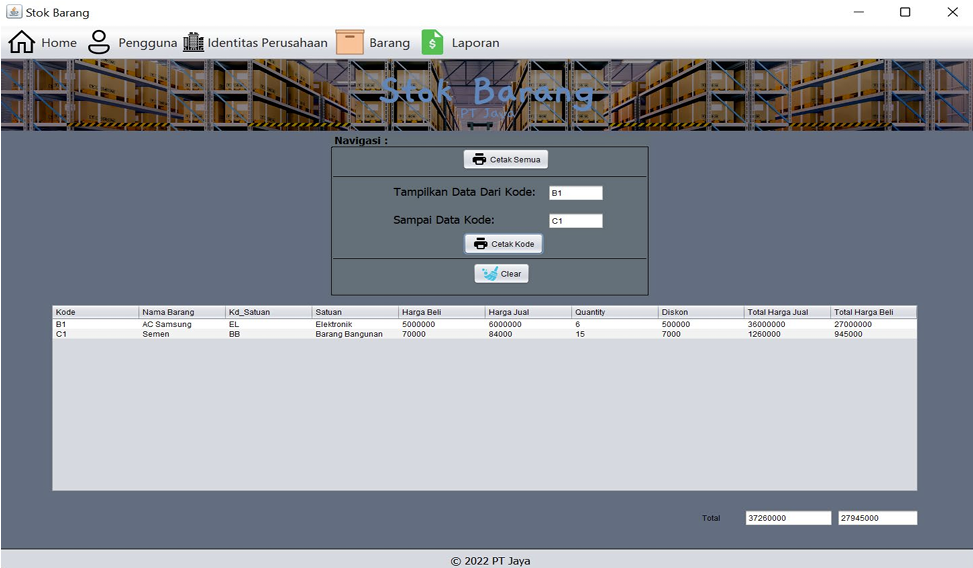 Stok Barang
Home Pengguna Identitas Perusahaan Barang Laporan
Stok Barang
PT Jaya
Navigasi :
Cetak Semua
Tampilkan Data Dari Kode: B1
Sampai Data Kode: C1
Cetak Kode
Clear
Kode Nama Barang Kd_Satuan Satuan Harga Beli Harga Jual Quantity Diskon Total Harga Jual Total Harga Beli
B1 AC Samsung EL Elektronik 5000000 6000000 6 500000 36000000 27000000
C1 Semen BB Barang Bangunan 70000 84000 15 7000 1260000 945000
Total 37260000 27945000
© 2022 PT Jaya